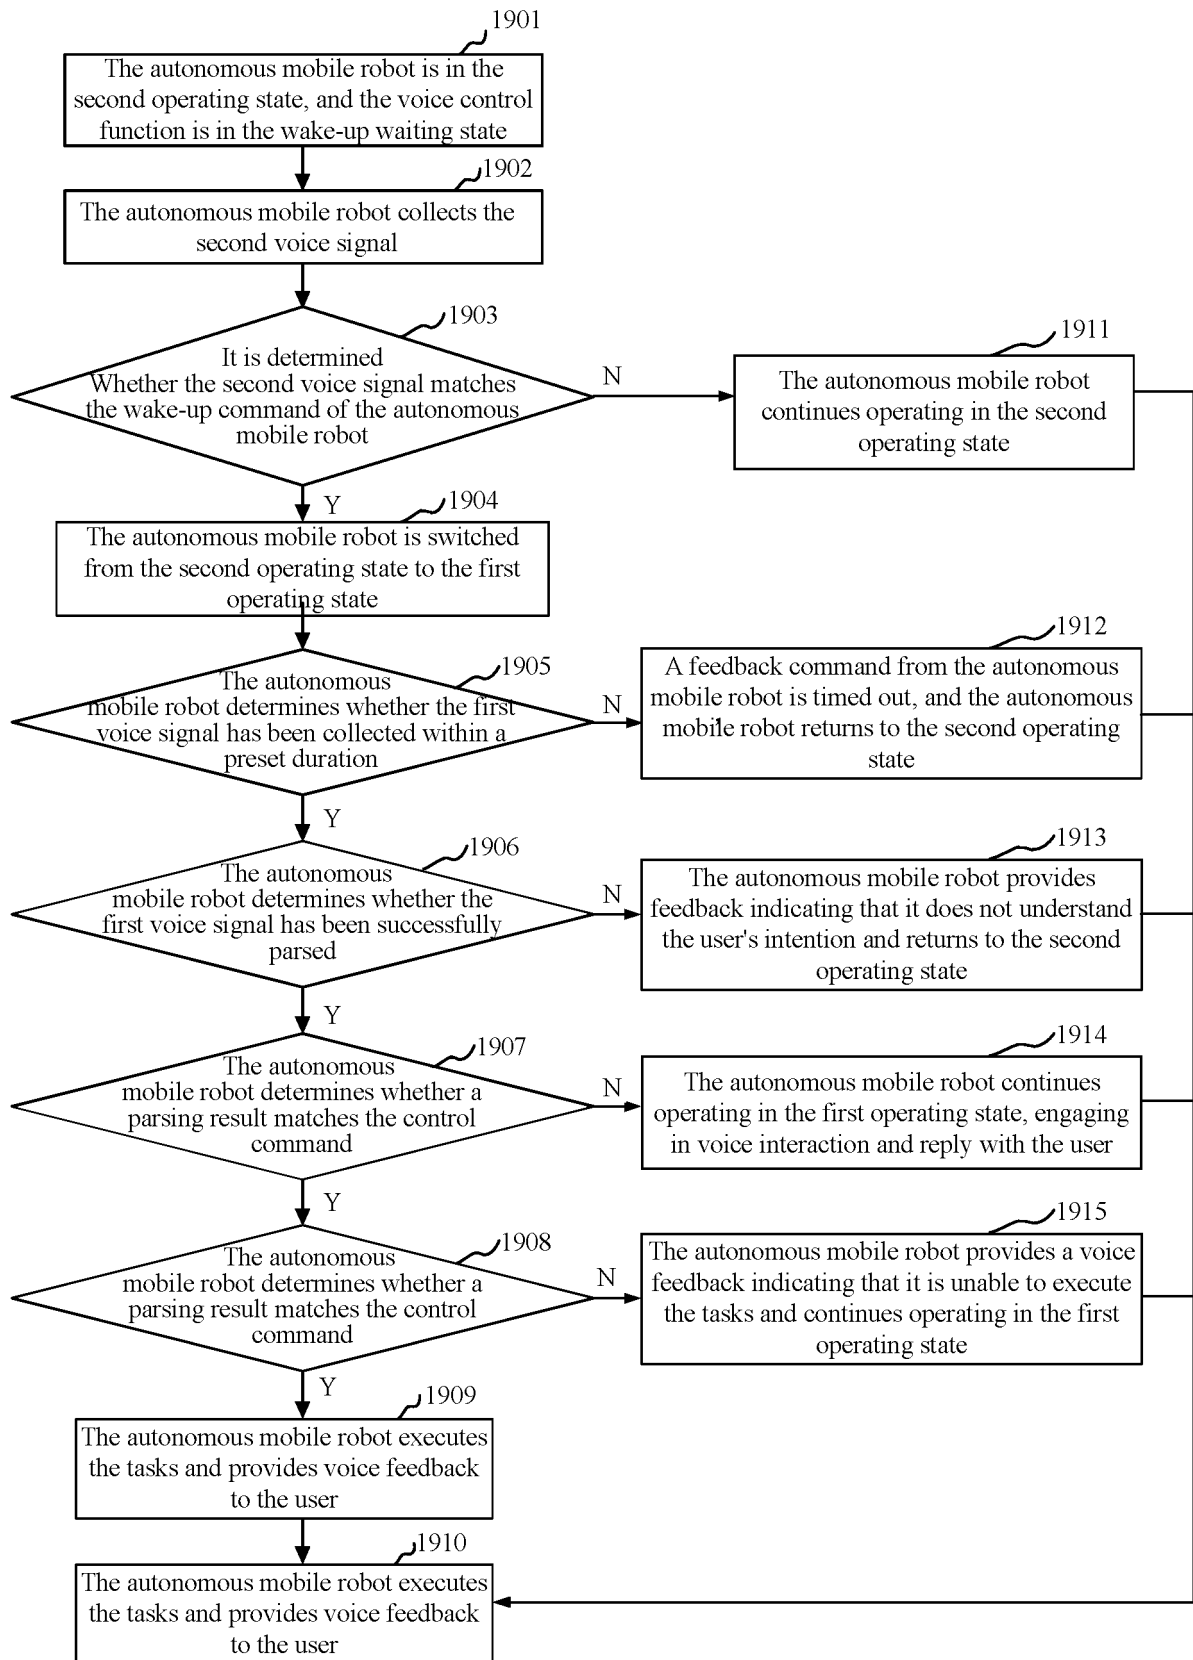 1901
The autonomous mobile robot is in the
second operating state, and the voice control
function is in the wake-up waiting state
1902
The autonomous mobile robot collects the
second voice signal
1903
It is determined
Whether the second voice signal matches
the wake-up command of the autonomous
mobile robot
N
1911
The autonomous mobile robot
continues operating in the second
operating state
Y
1904
The autonomous mobile robot is switched
from the second operating state to the first
operating state
1905
The autonomous
mobile robot determines whether the first
voice signal has been collected within a
preset duration
N
1912
A feedback command from the autonomous
mobile robot is timed out, and the autonomous
mobile robot returns to the second operating
state
Y
1906
The autonomous
mobile robot determines whether the
first voice signal has been successfully
parsed
N
1913
The autonomous mobile robot provides
feedback indicating that it does not understand
the user's intention and returns to the second
operating state
Y
1907
The autonomous
mobile robot determines whether a
parsing result matches the control
command
N
1914
The autonomous mobile robot continues
operating in the first operating state, engaging
in voice interaction and reply with the user
Y
1908
The autonomous
mobile robot determines whether a
parsing result matches the control
command
N
1915
The autonomous mobile robot provides a voice
feedback indicating that it is unable to execute
the tasks and continues operating in the first
operating state
Y
1909
The autonomous mobile robot executes
the tasks and provides voice feedback
to the user
1910
The autonomous mobile robot executes
the tasks and provides voice feedback
to the user